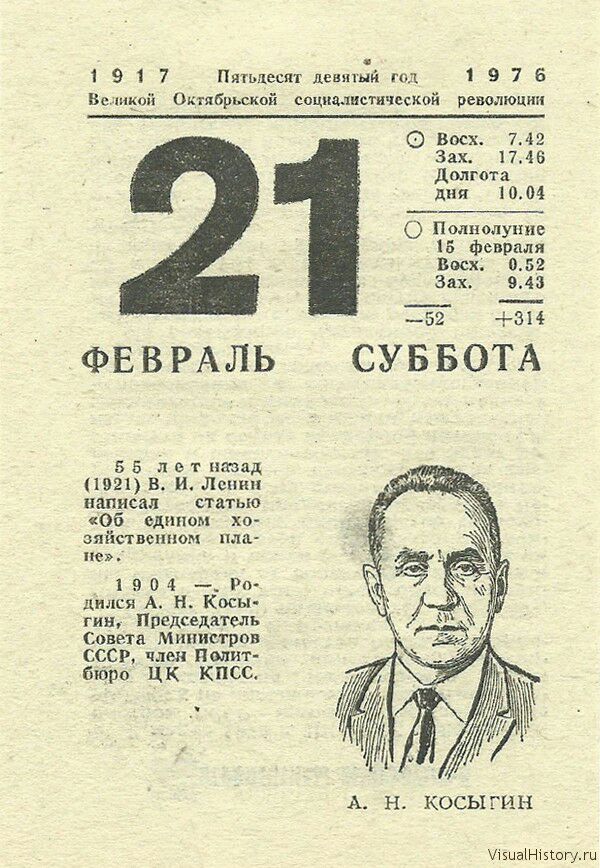 1917 Пятьдесят девятый год 1976
Великой Октябрьской социалистической революции
21
Восх. 7.42
Зах. 17.46
Долгота
дня 10.04
Полнолуние
15 февраля
Восх. 0.52
Зах. 9.43
—52 +314
ФЕВРАЛЬ СУББОТА
55 лет назад
(1921) В. И. Ленин
написал статью
«Об едином хо-
зяйственном пла-
не».
1904 — Ро-
дился А. Н. Косы-
гин, Председатель
Совета Министров
СССР, член Полит-
бюро ЦК КПСС.
А. Н. КОСЫГИН
VisualHistory.ru